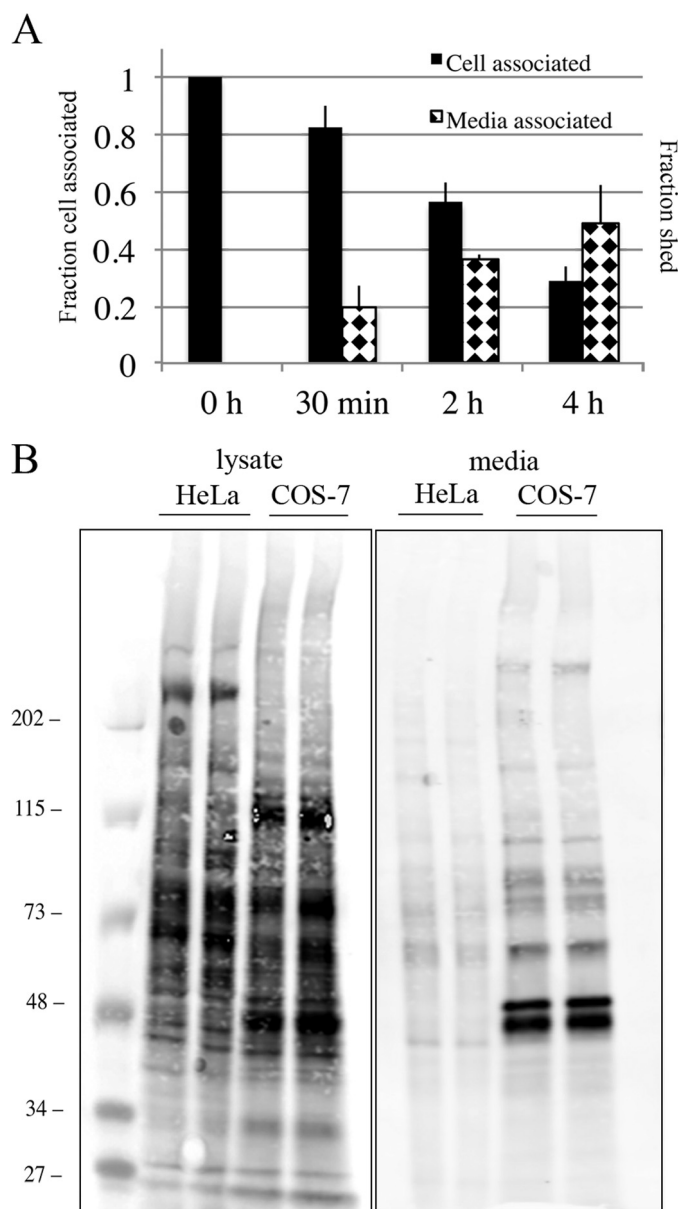 A
Fraction cell associated
1
0.8
0.6
0.4
0.2
0
Cell associated
Media associated
Fraction shed
0 h 30 min 2 h 4 h
B
lysate media
HeLa COS-7 HeLa COS-7
202 –
115 –
73 –
48 –
34 –
27 –